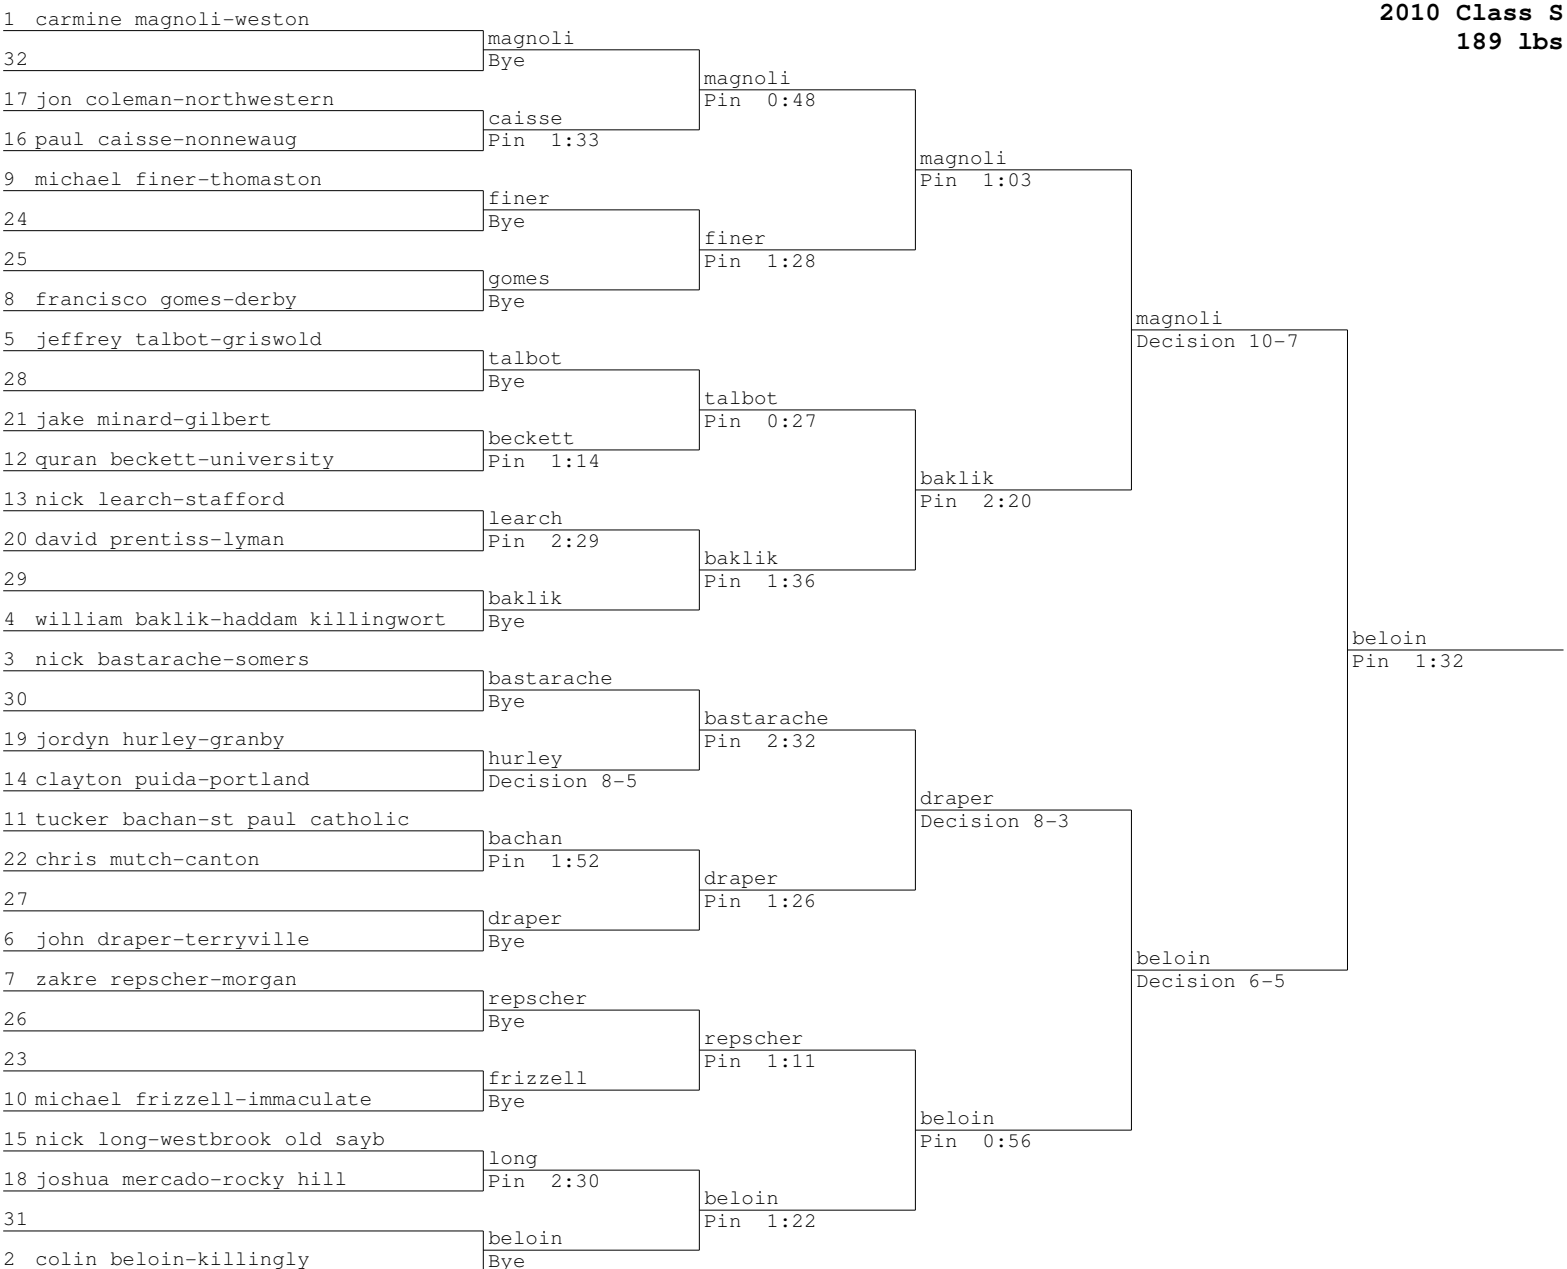 2010 Class S
189 lbs
1 carmine magnoli-weston
32
17 jon coleman-northwestern
16 paul caisse-nonnewaug
9 michael finer-thomaston
24
25
8 francisco gomes-derby
5 jeffrey talbot-griswold
28
21 jake minard-gilbert
12 quran beckett-university
13 nick learch-stafford
20 david prentiss-lyman
29
4 william baklik-haddam killingwort
3 nick bastarache-somers
30
19 jordyn hurley-granby
14 clayton puida-portland
11 tucker bachan-st paul catholic
22 chris mutch-canton
27
6 john draper-terryville
7 zakre repscher-morgan
26
23
10 michael frizzell-immaculate
15 nick long-westbrook old sayb
18 joshua mercado-rocky hill
31
2 colin beloin-killingly
magnoli
Bye
caisse
Pin 1:33
finer
Bye
gomes
Bye
talbot
Bye
beckett
Pin 1:14
learch
Pin 2:29
baklik
Bye
bastarache
Bye
hurley
Decision 8-5
bachan
Pin 1:52
draper
Bye
repscher
Bye
frizzell
Bye
long
Pin 2:30
beloin
Bye
magnoli
Pin 0:48
finer
Pin 1:28
talbot
Pin 0:27
baklik
Pin 1:36
bastarache
Pin 2:32
draper
Pin 1:26
repscher
Pin 1:11
beloin
Pin 1:22
magnoli
Pin 1:03
baklik
Pin 2:20
draper
Decision 8-3
beloin
Pin 0:56
magnoli
Decision 10-7
beloin
Decision 6-5
beloin
Pin 1:32